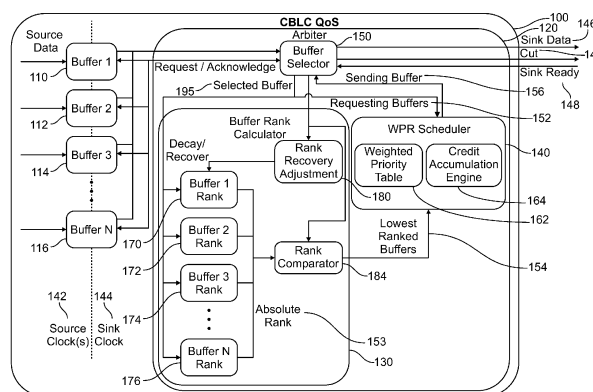 CBLC QoS
100
120
Source
Data
Arbiter
150
Sink Data
146
Buffer 1
Buffer
Selector
Cut
14
110
Request / Acknowledge
Sink Ready
195
Selected Buffer
Sending Buffer
156
148
Buffer 2
Requesting Buffers
152
112
Buffer Rank
Calculator
WPR Scheduler
140
Buffer 3
Decay/
Recover
Rank
Recovery
Adjustment
Weighted
Priority
Table
Credit
Accumulation
Engine
114
180
164
Buffer 1
Rank
162
170
Buffer N
Buffer 2
Rank
Lowest
Ranked
Buffers
116
172
Rank
Comparator
184
154
Buffer 3
Rank
142
144
174
Absolute
Rank
153
Source
Clock(s)
Sink
Clock
Buffer N
Rank
130
176